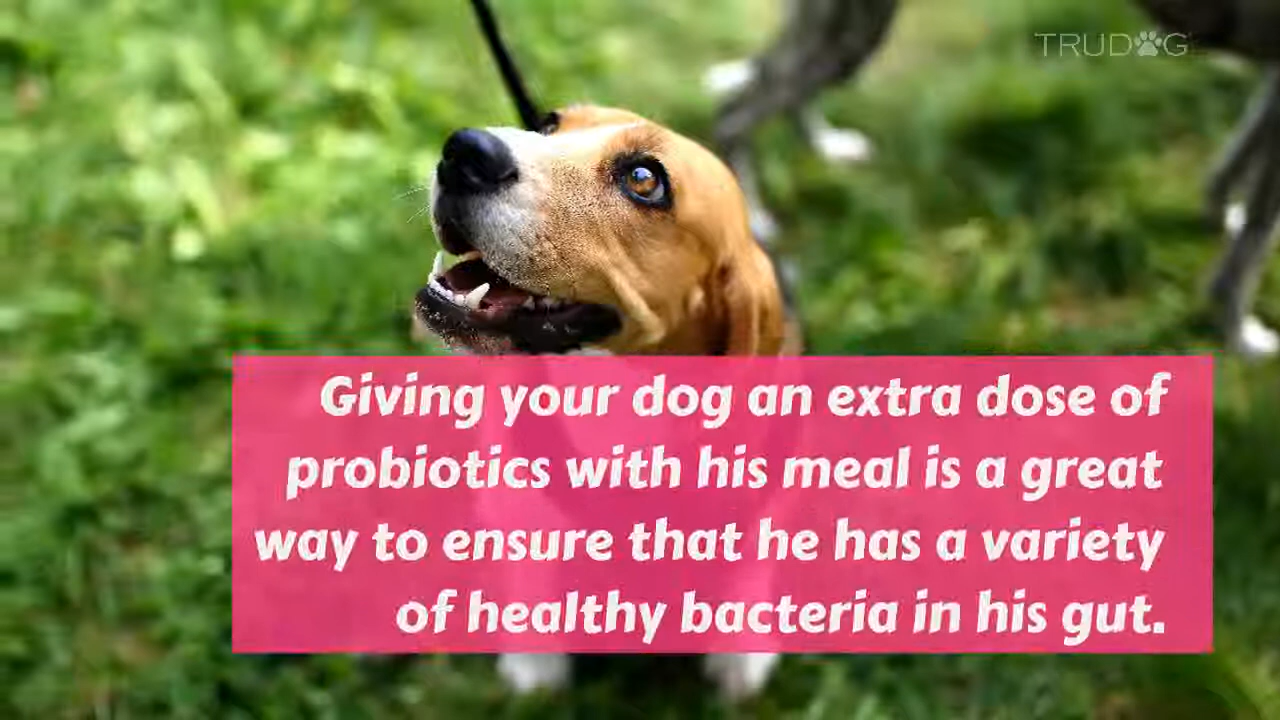 TRUDOG
Giving your dog an extra dose of
probiotics with his meal is a great
way to ensure that he has a variety
of healthy bacteria in his gut.